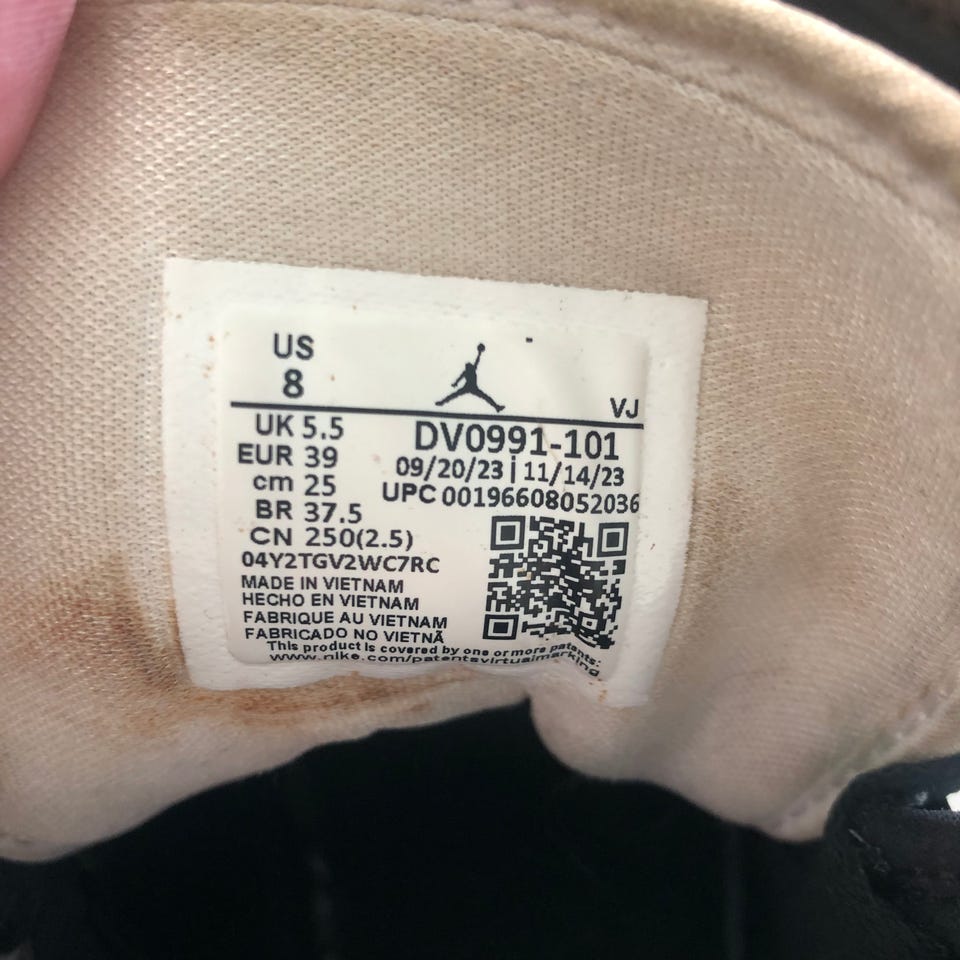 US
8
VJ
UK 5.5
EUR 39
cm 25
BR 37.5
CN 250(2.5)
DV0991-101
09/20/23 | 11/14/23
UPC 00196608052036
04Y2TGV2WC7RC
MADE IN VIETNAM
HECHO EN VIETNAM
FABRIQUE AU VIETNAM
FABRICADO NO VIETNÃ
This product is covered by one or more patents:
www.nike.com/patentsvirtualmarking